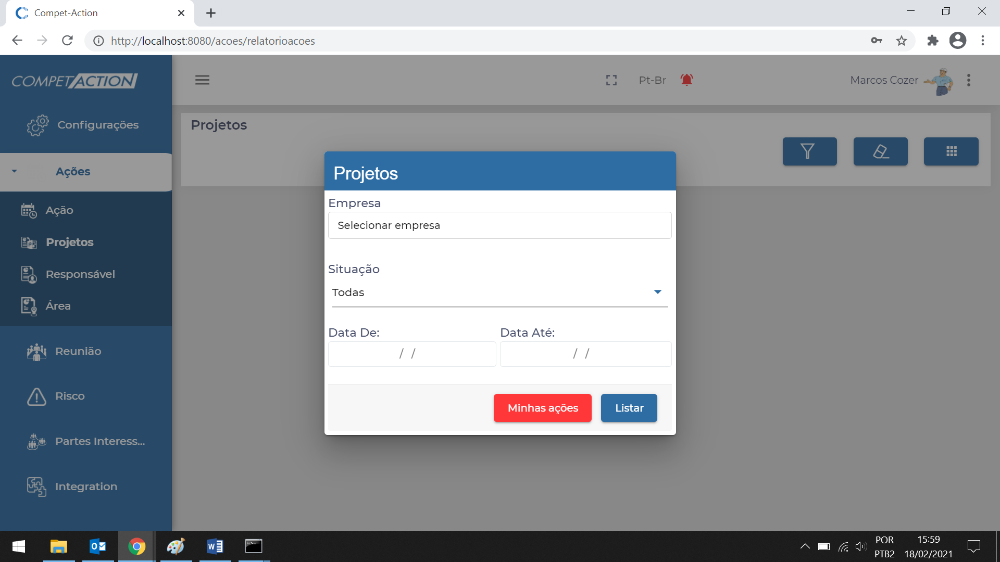 Compet-Action
http://localhost:8080/acoes/relatorioacoes
COMPETACTION
Pt-Br
Marcos Cozer
Configurações
Ações
Ação
Projetos
Responsável
Área
Reunião
Risco
Partes Interess...
Integration
Projetos
Projetos
Empresa
Selecionar empresa
Situação
Todas
Data De: Data Até:
/ / / /
Minhas ações Listar
POR 15:59
PTB2 18/02/2021